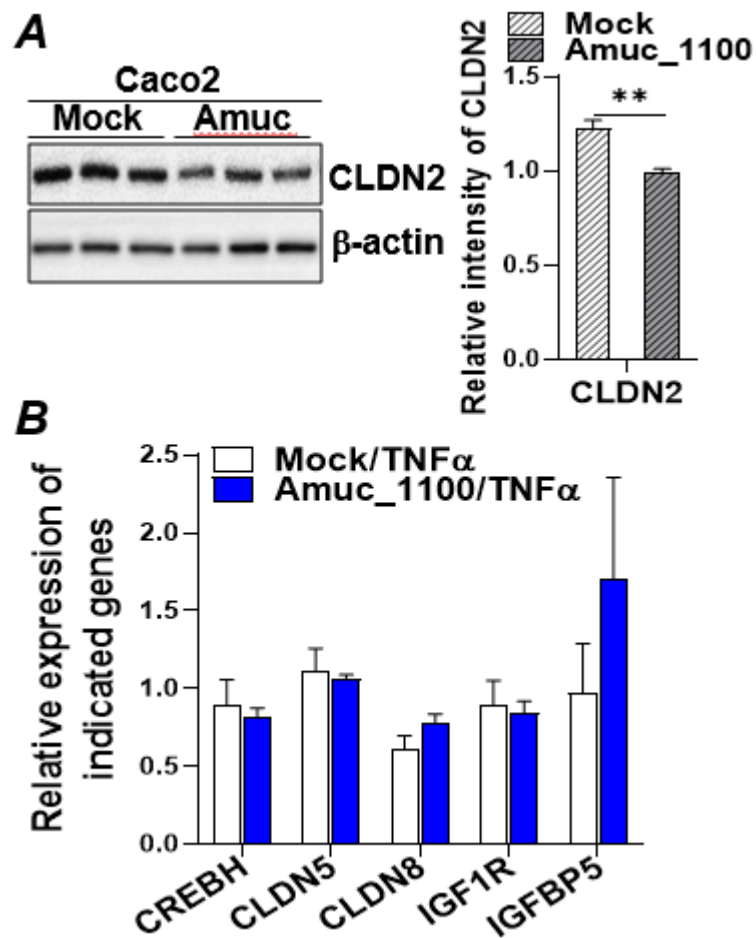 A
Caco2
Mock Amuc
CLDN2
β-actin
Mock
Amuc_1100
Relative intensity of CLDN2
1.5
**
1.0
0.5
0.0
CLDN2
B
Relative expression of
indicated genes
2.5
Mock/TNFα
Amuc_1100/TNFα
2.0
1.5
1.0
0.5
0.0
CREBH
CLDN5
CLDN8
IGF1R
IGFBP5